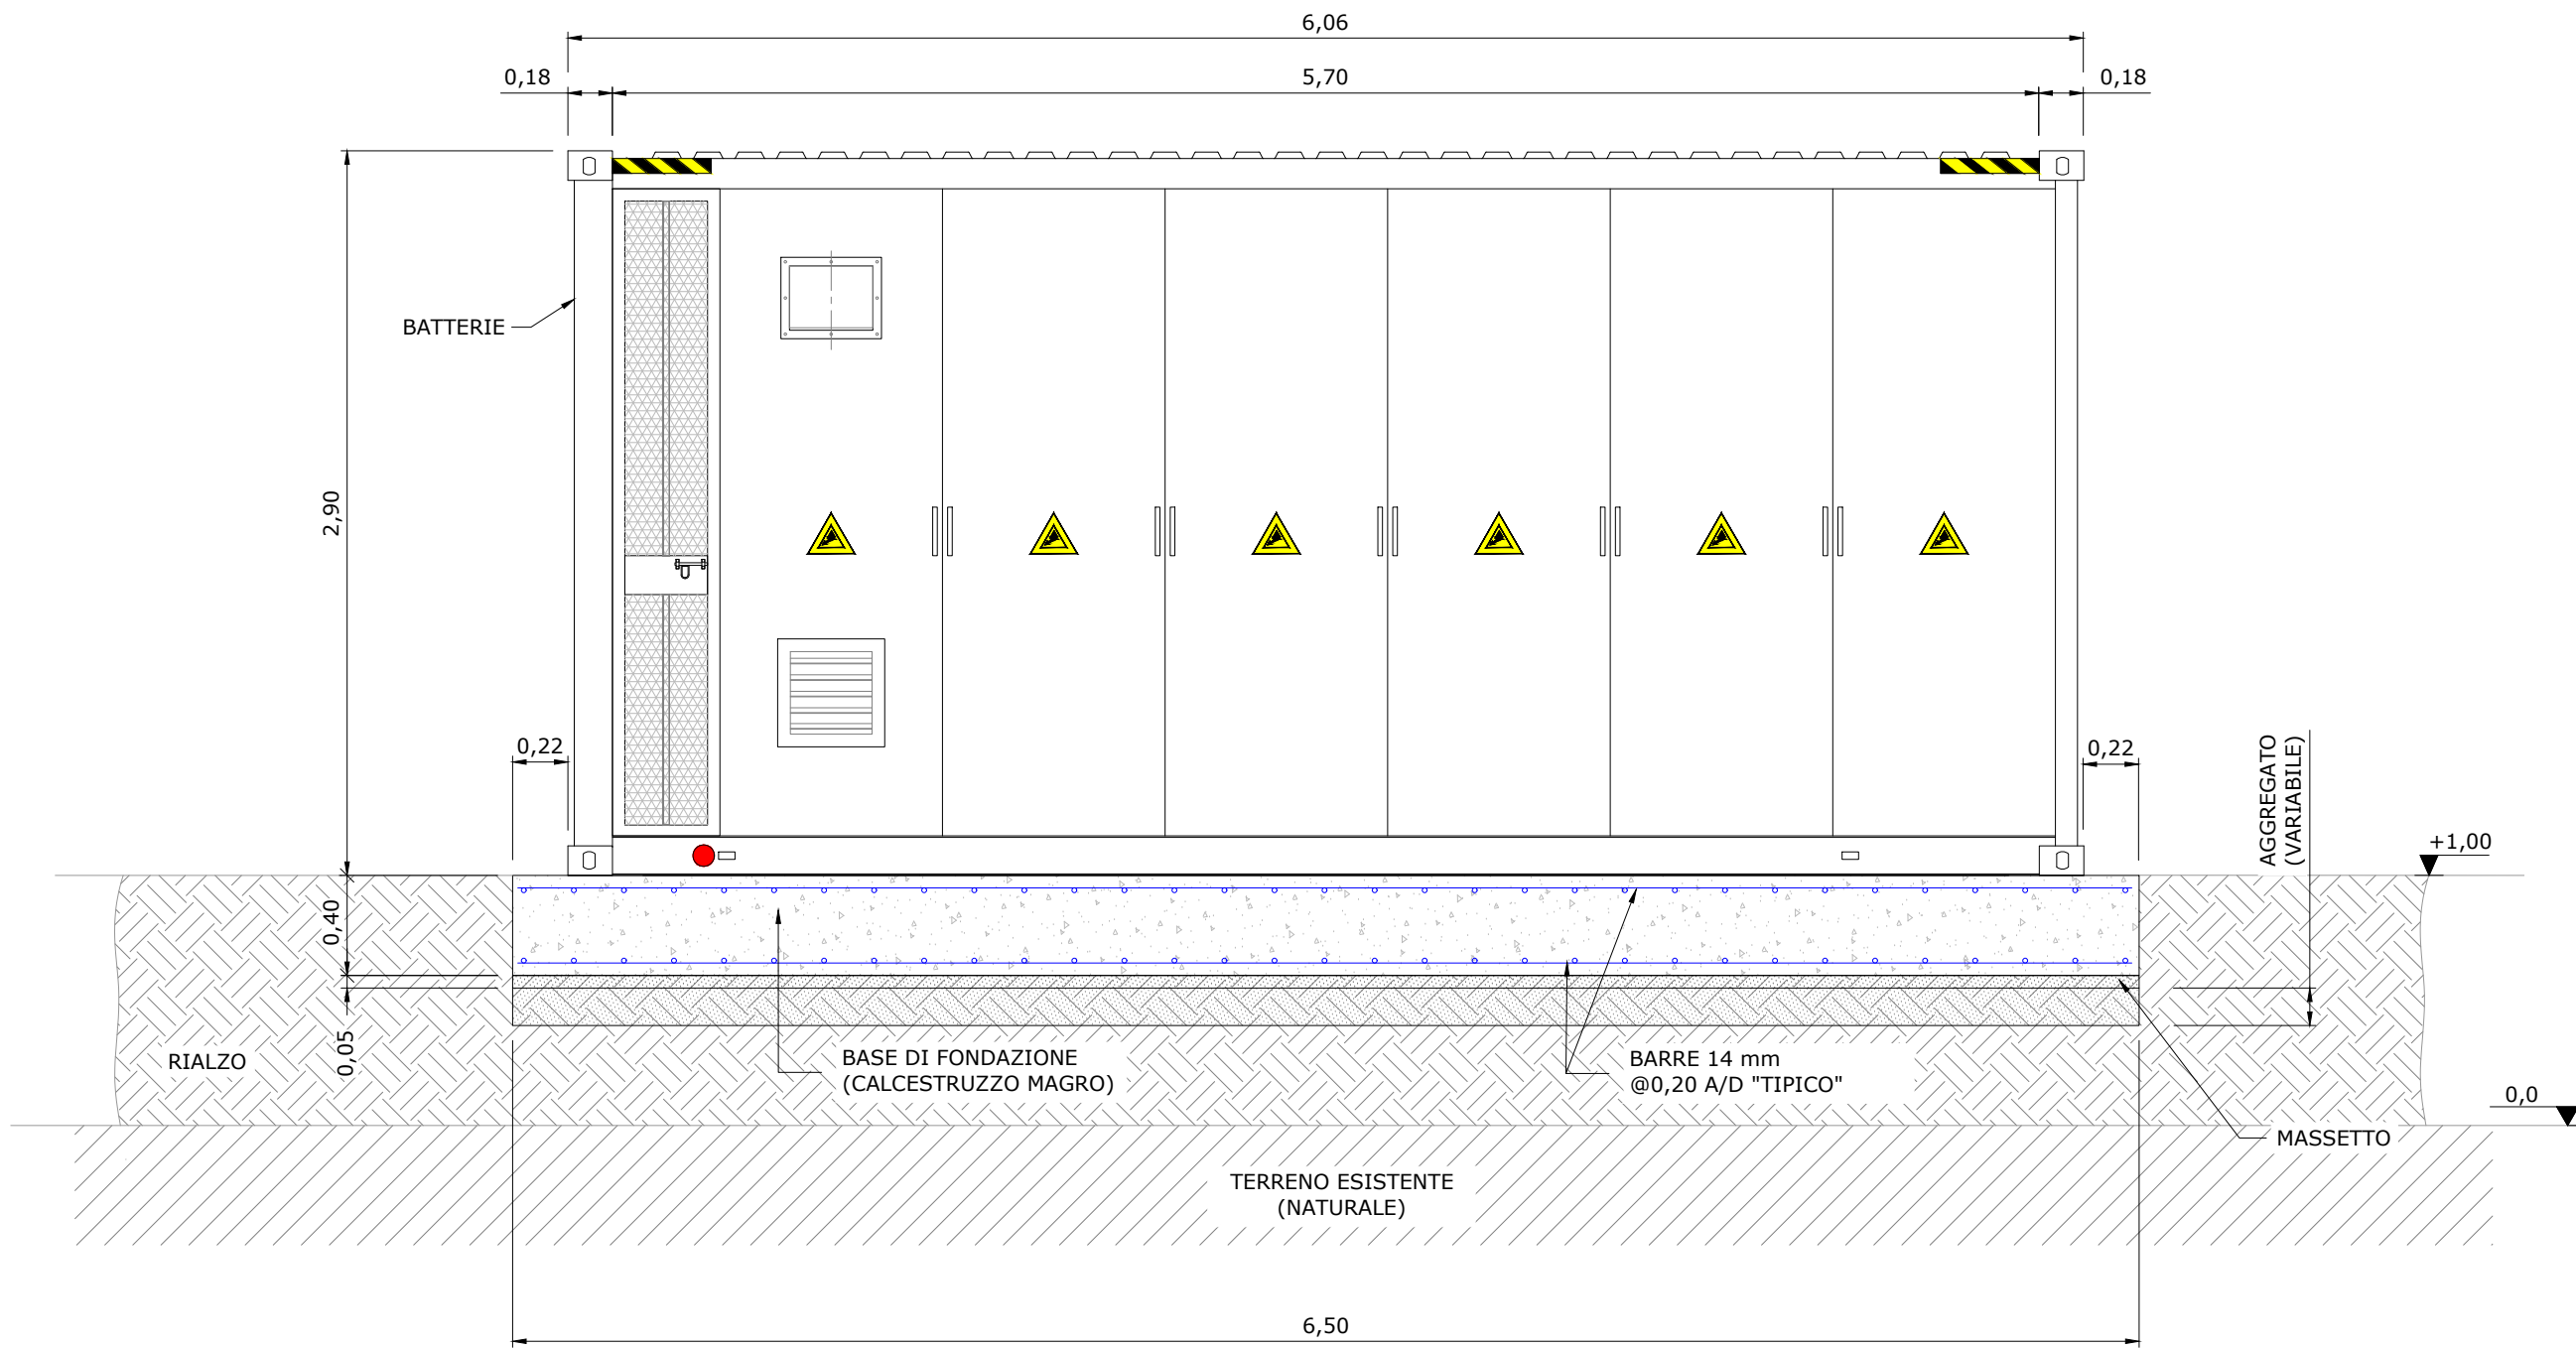 6,06
0,18
5,70
0,18
BATTERIE
2,90
0,22
0,22
AGGREGATO
(VARIABILE)
+1,00
0,40
0,05
RIALZO
BASE DI FONDAZIONE
(CALCESTRUZZO MAGRO)
BARRE 14 mm
@0,20 A/D "TIPICO"
0,0
MASSETTO
TERRENO ESISTENTE
(NATURALE)
6,50